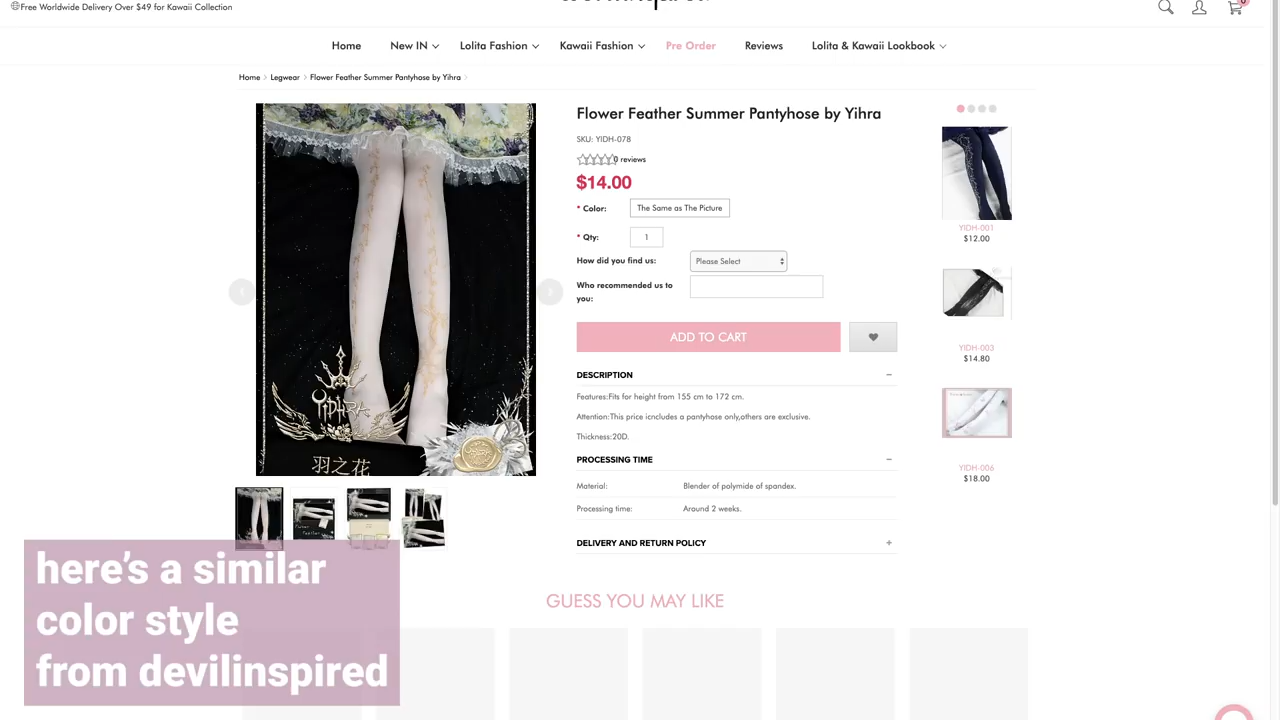 Free Worldwide Delivery Over $49 for Kawaii Collection
Home
New IN
Lolita Fashion
Kawaii Fashion
Pre Order
Reviews
Lolita & Kawaii Lookbook
Home > Legwear > Flower Feather Summer Pantyhose by Yihra >
Flower Feather Summer Pantyhose by Yihra
SKU: YIDH-078
0 reviews
$14.00
* Color: The Same as The Picture
* Qty: 1
How did you find us: Please Select
Who recommended us to
you:
ADD TO CART
DESCRIPTION
Features:Fits for height from 155 cm to 172 cm.
Attention:This price icncludes a pantyhose only,others are exclusive.
Thickness:20D.
PROCESSING TIME
Material: Blender of polymide of spandex.
Processing time: Around 2 weeks.
DELIVERY AND RETURN POLICY
YIDH-001
$12.00
YIDH-003
$14.80
YIDH-006
$18.00
YIDHRA
羽之花
GUESS YOU MAY LIKE
here's a similar
color style
from devilinspired